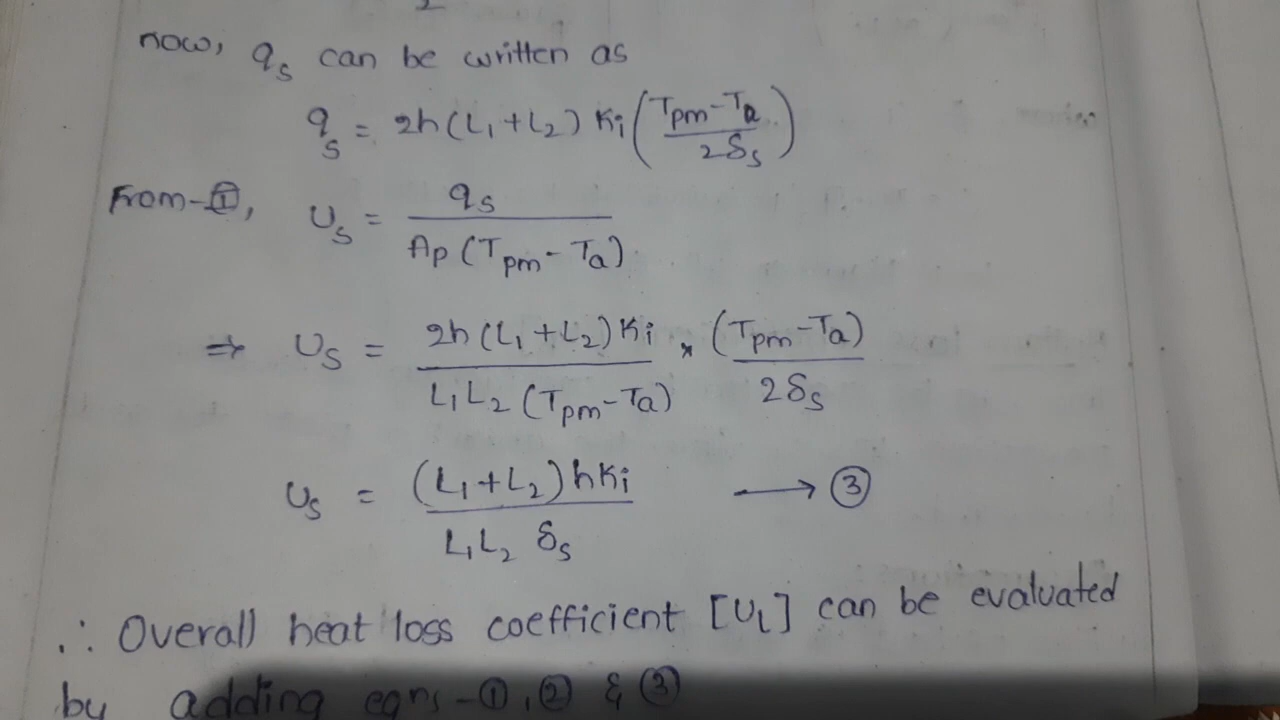 now, qₛ can be written as
qₛ = 2h(L₁+L₂) Kᵢ((Tpm-Ta)/(2δₛ))
From-①, Uₛ = qₛ/(Ap(Tpm-Ta))
⇒ Uₛ = (2h(L₁+L₂)Kᵢ)/(L₁L₂(Tpm-Ta)) × (Tpm-Ta)/(2δₛ)
Uₛ = ((L₁+L₂)hKᵢ)/(L₁L₂ δₛ) → ③
∴ Overall heat loss coefficient [UL] can be evaluated
by adding eqns-①,② & ③